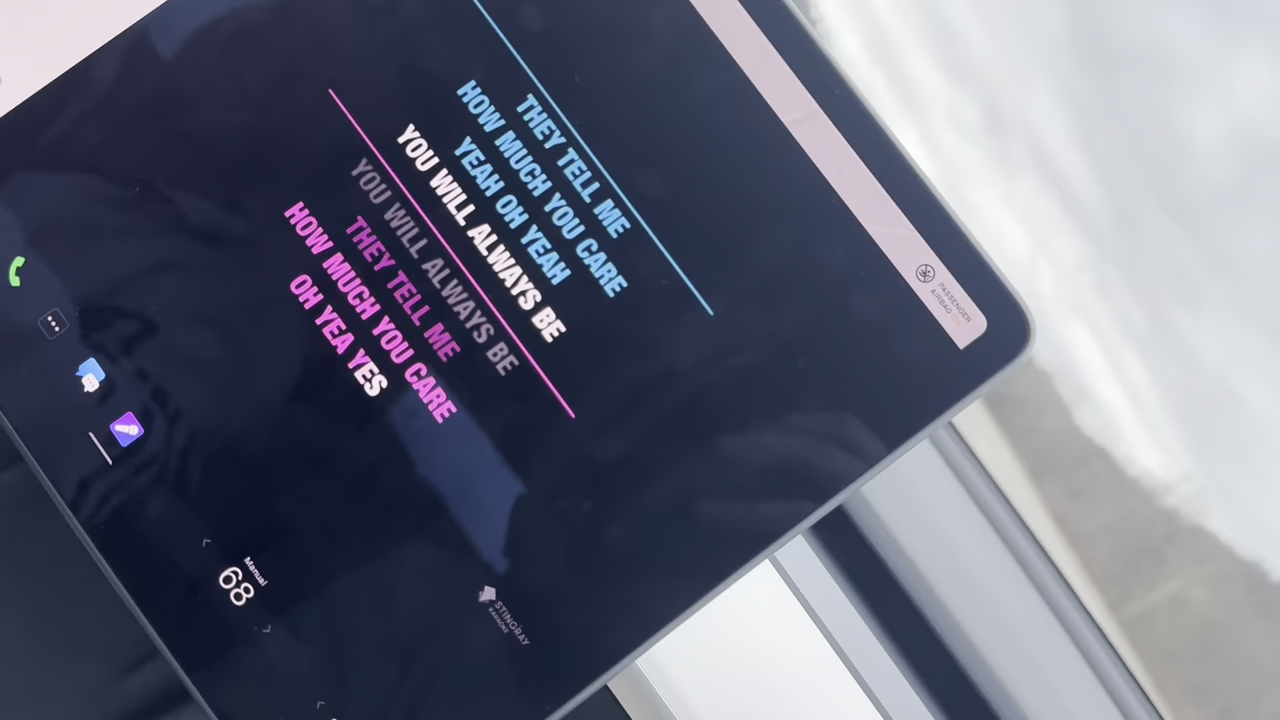 THEY TELL ME
HOW MUCH YOU CARE
YEAH OH YEAH
YOU WILL ALWAYS BE
YOU WILL ALWAYS BE
THEY TELL ME
HOW MUCH YOU CARE
OH YEA YES
PASSENGER
AIRBAG ON
Manual
68
STINGRAY
KARAOKE